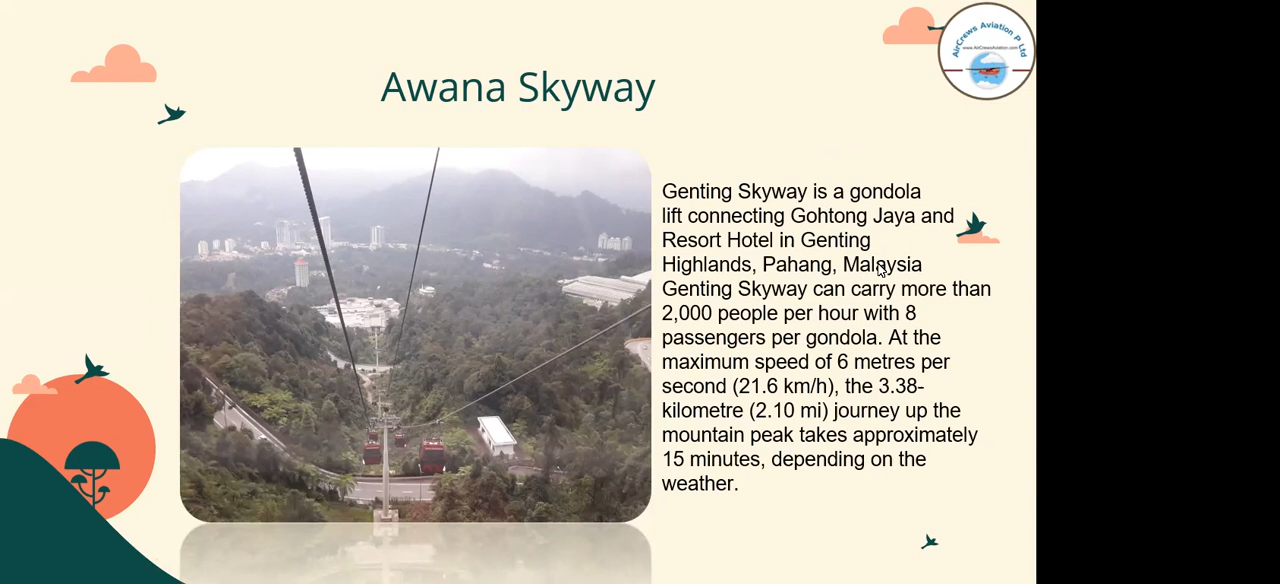 AirCrews Aviation P Ltd
www.AirCrewsAviation.com
Awana Skyway
Genting Skyway is a gondola
lift connecting Gohtong Jaya and
Resort Hotel in Genting
Highlands, Pahang, Malaysia
Genting Skyway can carry more than
2,000 people per hour with 8
passengers per gondola. At the
maximum speed of 6 metres per
second (21.6 km/h), the 3.38-
kilometre (2.10 mi) journey up the
mountain peak takes approximately
15 minutes, depending on the
weather.